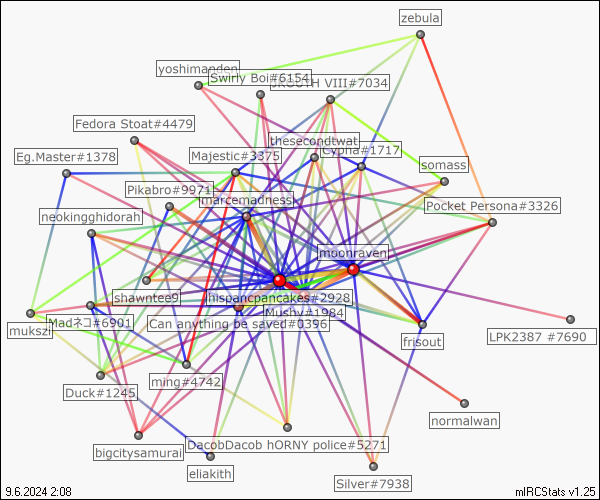 zebula
yoshimanden
Swirly Boi#6154
JROOTH VIII#7034
Fedora Stoat#4479
thesecondtwat
Cypha#1717
Eg.Master#1378
Majestic#3375
somass
Pikabro#9971
marcemadness
Pocket Persona#3326
neokingghidorah
moonraven
shawntee9
hispancpancakes#2928
Mushy#1984
mukszi
Madネコ#6901
Can anything be saved#0396
frisout
LPK2387 #7690
Duck#1245
ming#4742
normalwan
DacobDacob hORNY police#5271
bigcitysamurai
eliakith
Silver#7938
9.6.2024 2:08
mIRCStats v1.25